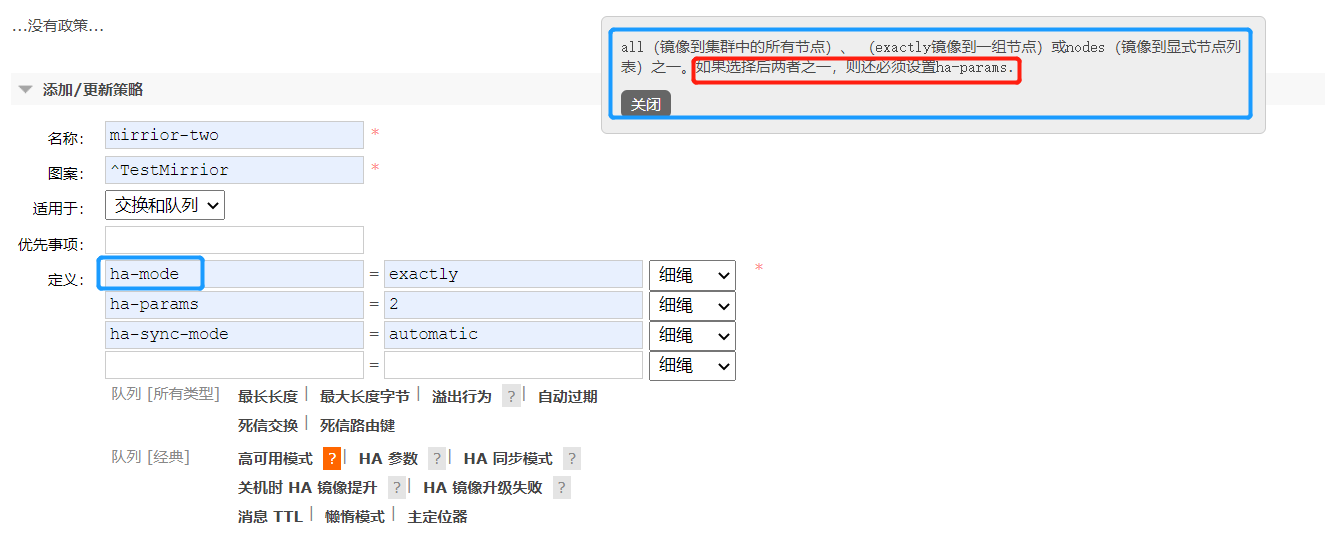 ...没有政策...
all（镜像到集群中的所有节点）、 （exactly镜像到一组节点）或nodes（镜像到显式节点列
表）之一。如果选择后两者之一，则还必须设置ha-params.
关闭
添加/更新策略
名称: mirrior-two *
图案: ^TestMirrior *
适用于: 交换和队列
优先事项:
定义: ha-mode = exactly 细绳 *
ha-params = 2 细绳
ha-sync-mode = automatic 细绳
= 细绳
队列 [所有类型] 最长长度 | 最大长度字节 | 溢出行为 ? | 自动过期
死信交换 | 死信路由键
队列 [经典] 高可用模式 ? | HA 参数 ? | HA 同步模式 ?
关机时 HA 镜像提升 ? | HA 镜像升级失败 ?
消息 TTL | 懒惰模式 | 主定位器